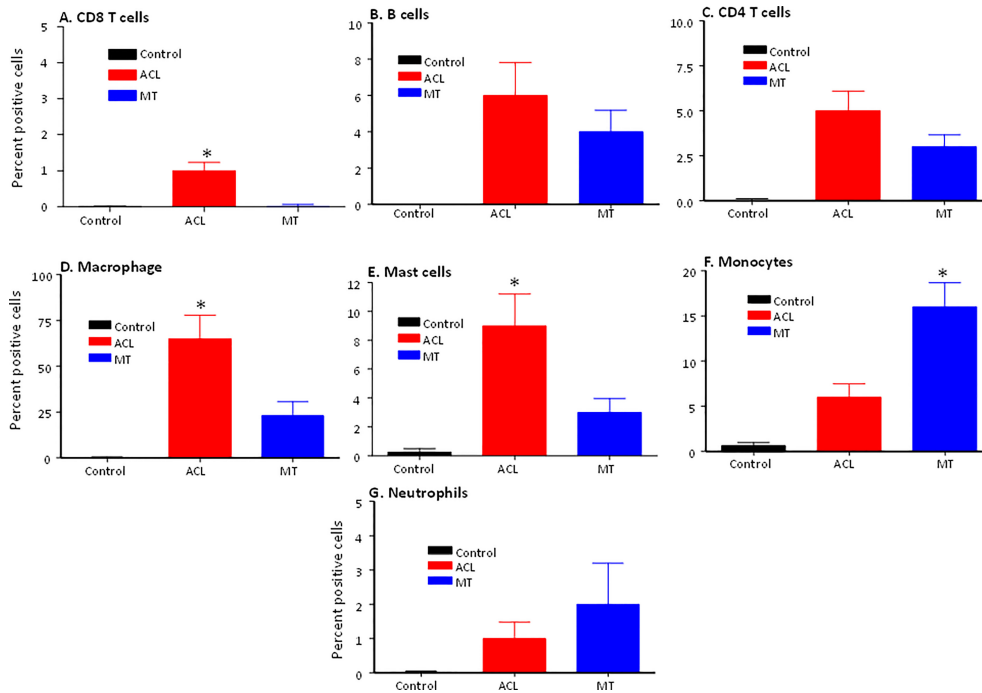 A. CD8 T cells
Percent positive cells
5
4
3
2
1
0
Control
ACL
MT
*
Control
ACL
MT
B. B cells
10
8
6
4
2
0
Control
ACL
MT
Control
ACL
MT
C. CD4 T cells
10.0
7.5
5.0
2.5
0.0
Control
ACL
MT
Control
ACL
MT
D. Macrophage
Percent positive cells
100
75
50
25
0
Control
ACL
MT
*
Control
ACL
MT
E. Mast cells
12
10
8
6
4
2
0
Control
ACL
MT
*
Control
ACL
MT
F. Monocytes
20
15
10
5
0
Control
ACL
MT
*
Control
ACL
MT
G. Neutrophils
Percent positive cells
5
4
3
2
1
0
Control
ACL
MT
Control
ACL
MT